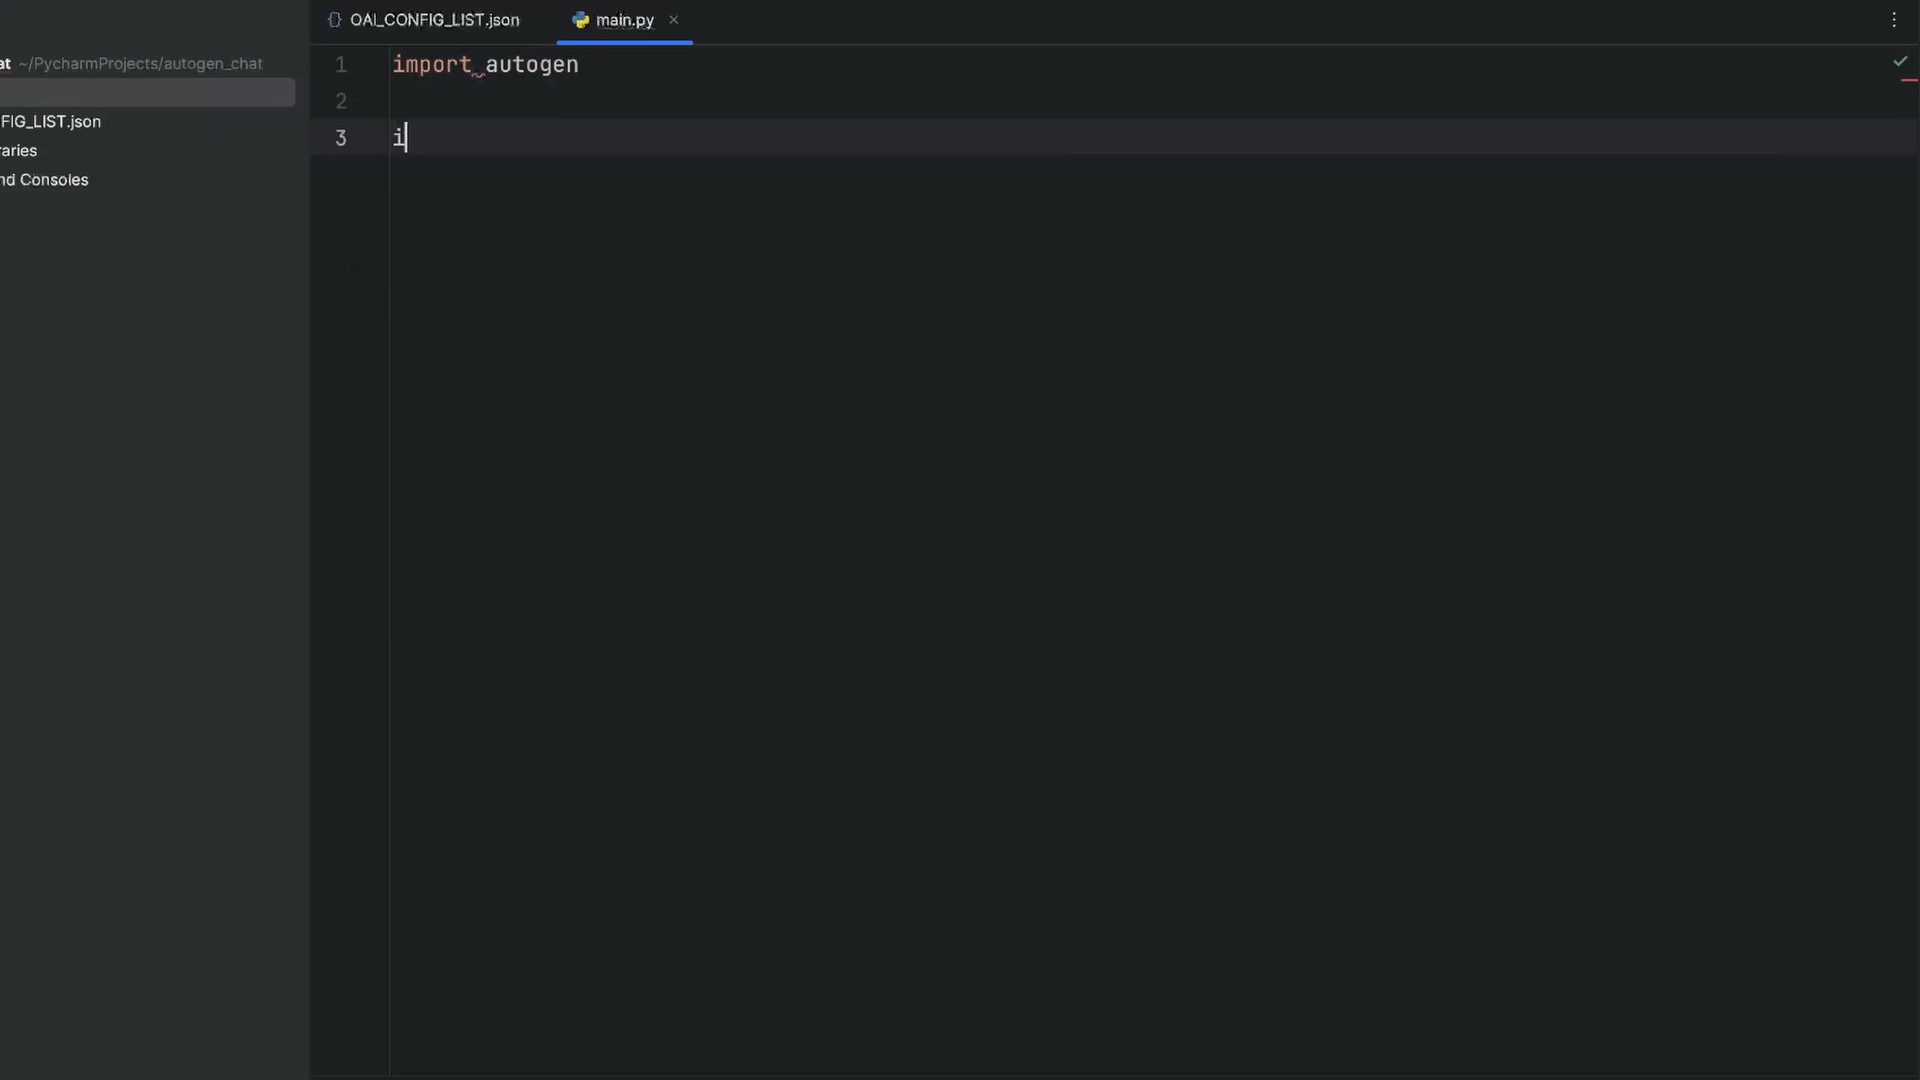 OAI_CONFIG_LIST.json
main.py
at ~/PycharmProjects/autogen_chat
FIG_LIST.json
raries
nd Consoles
1 import autogen
2
3 i